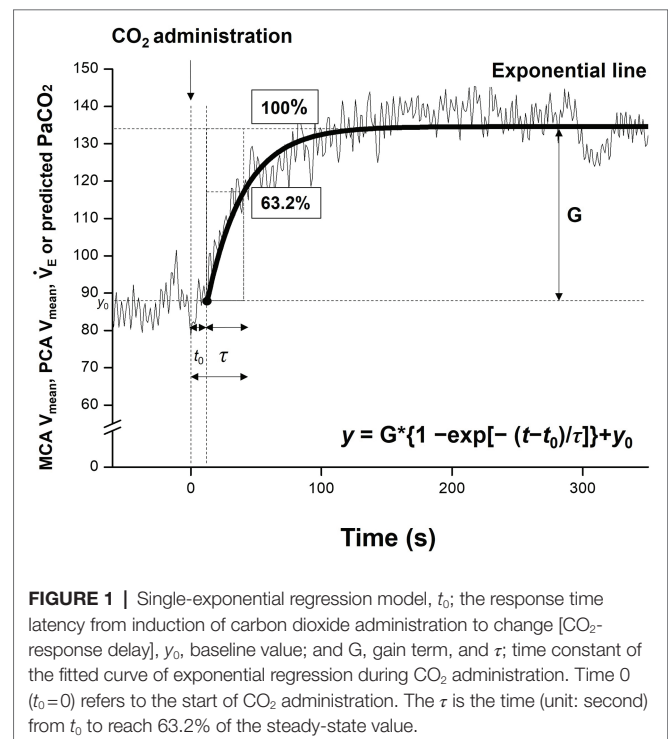 CO₂ administration
MCA V mean, PCA V mean, V̇E or predicted PaCO2
150
140
130
120
110
100
90
80
70
60
0
y₀
Exponential line
100%
63.2%
G
t₀ τ
y = G*{1 −exp[− (t−t₀)/τ]}+y₀
0 100 200 300
Time (s)
FIGURE 1 | Single-exponential regression model, t₀; the response time
latency from induction of carbon dioxide administration to change [CO₂-
response delay], y₀, baseline value; and G, gain term, and τ; time constant of
the fitted curve of exponential regression during CO₂ administration. Time 0
(t₀=0) refers to the start of CO₂ administration. The τ is the time (unit: second)
from t₀ to reach 63.2% of the steady-state value.